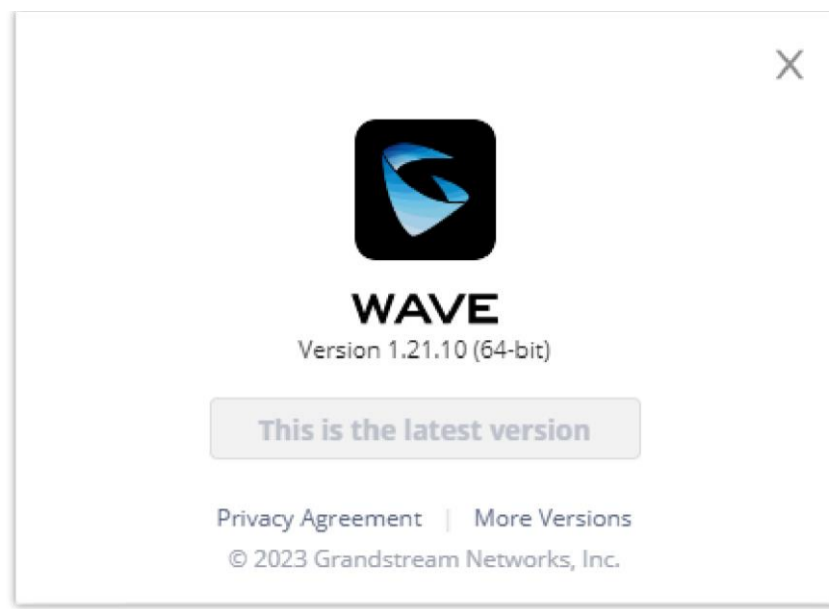 WAVE
Version 1.21.10 (64-bit)
This is the latest version
Privacy Agreement | More Versions
© 2023 Grandstream Networks, Inc.